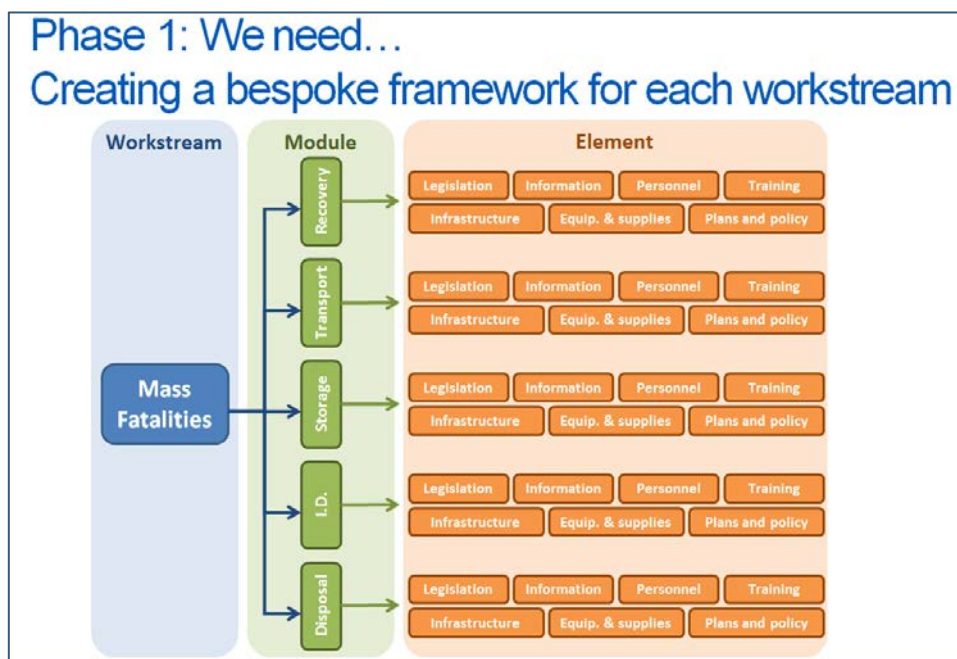 Phase 1: We need…
Creating a bespoke framework for each workstream
Workstream
Module
Element
Mass
Fatalities
Recovery
Legislation Information Personnel Training
Infrastructure Equip. & supplies Plans and policy
Transport
Legislation Information Personnel Training
Infrastructure Equip. & supplies Plans and policy
Storage
Legislation Information Personnel Training
Infrastructure Equip. & supplies Plans and policy
I.D.
Legislation Information Personnel Training
Infrastructure Equip. & supplies Plans and policy
Disposal
Legislation Information Personnel Training
Infrastructure Equip. & supplies Plans and policy